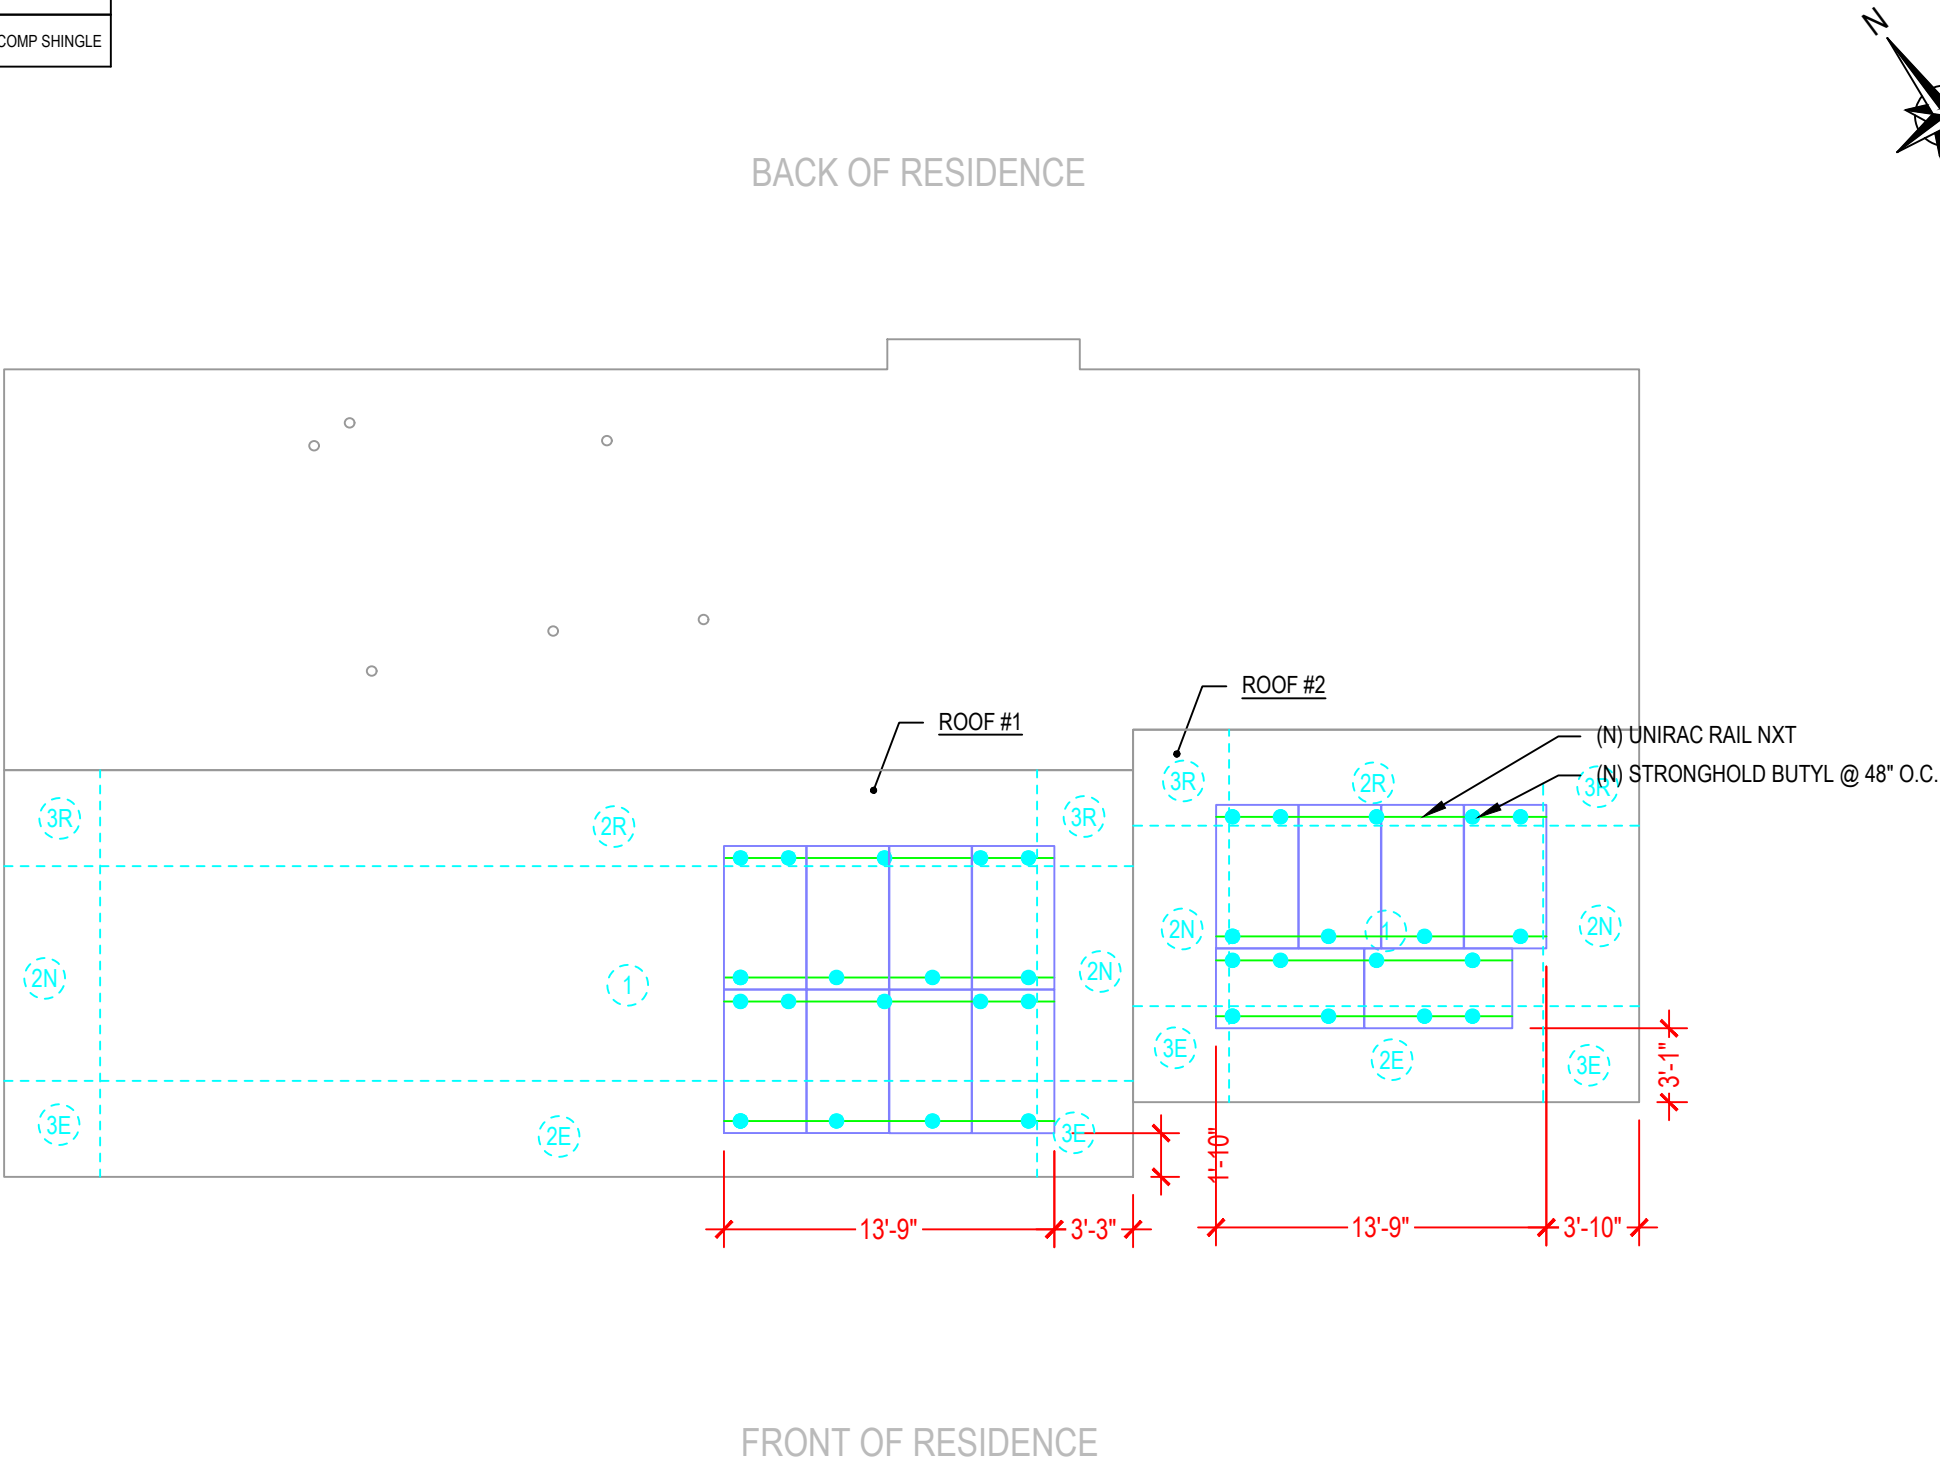 COMP SHINGLE
N
BACK OF RESIDENCE
ROOF #2
ROOF #1
(N) UNIRAC RAIL NXT
(N) STRONGHOLD BUTYL @ 48" O.C.
3R
2R
3R
3R
2R
3R
2N
1
2N
2N
1
2N
3E
2E
3E
3E
2E
3E
3'-1"
1'-10"
13'-9"
3'-3"
13'-9"
3'-10"
FRONT OF RESIDENCE